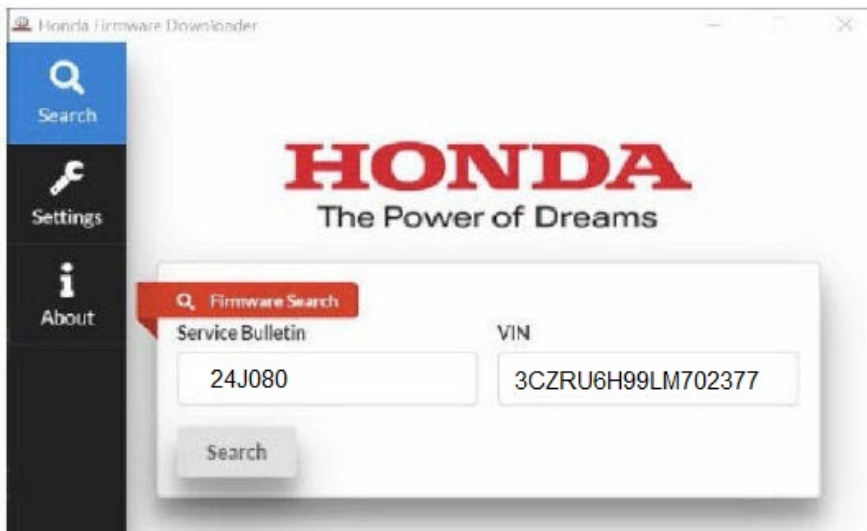 Honda Firmware Downloader
Search
Settings
About
HONDA
The Power of Dreams
Firmware Search
Service Bulletin
VIN
24J080
3CZRU6H99LM702377
Search